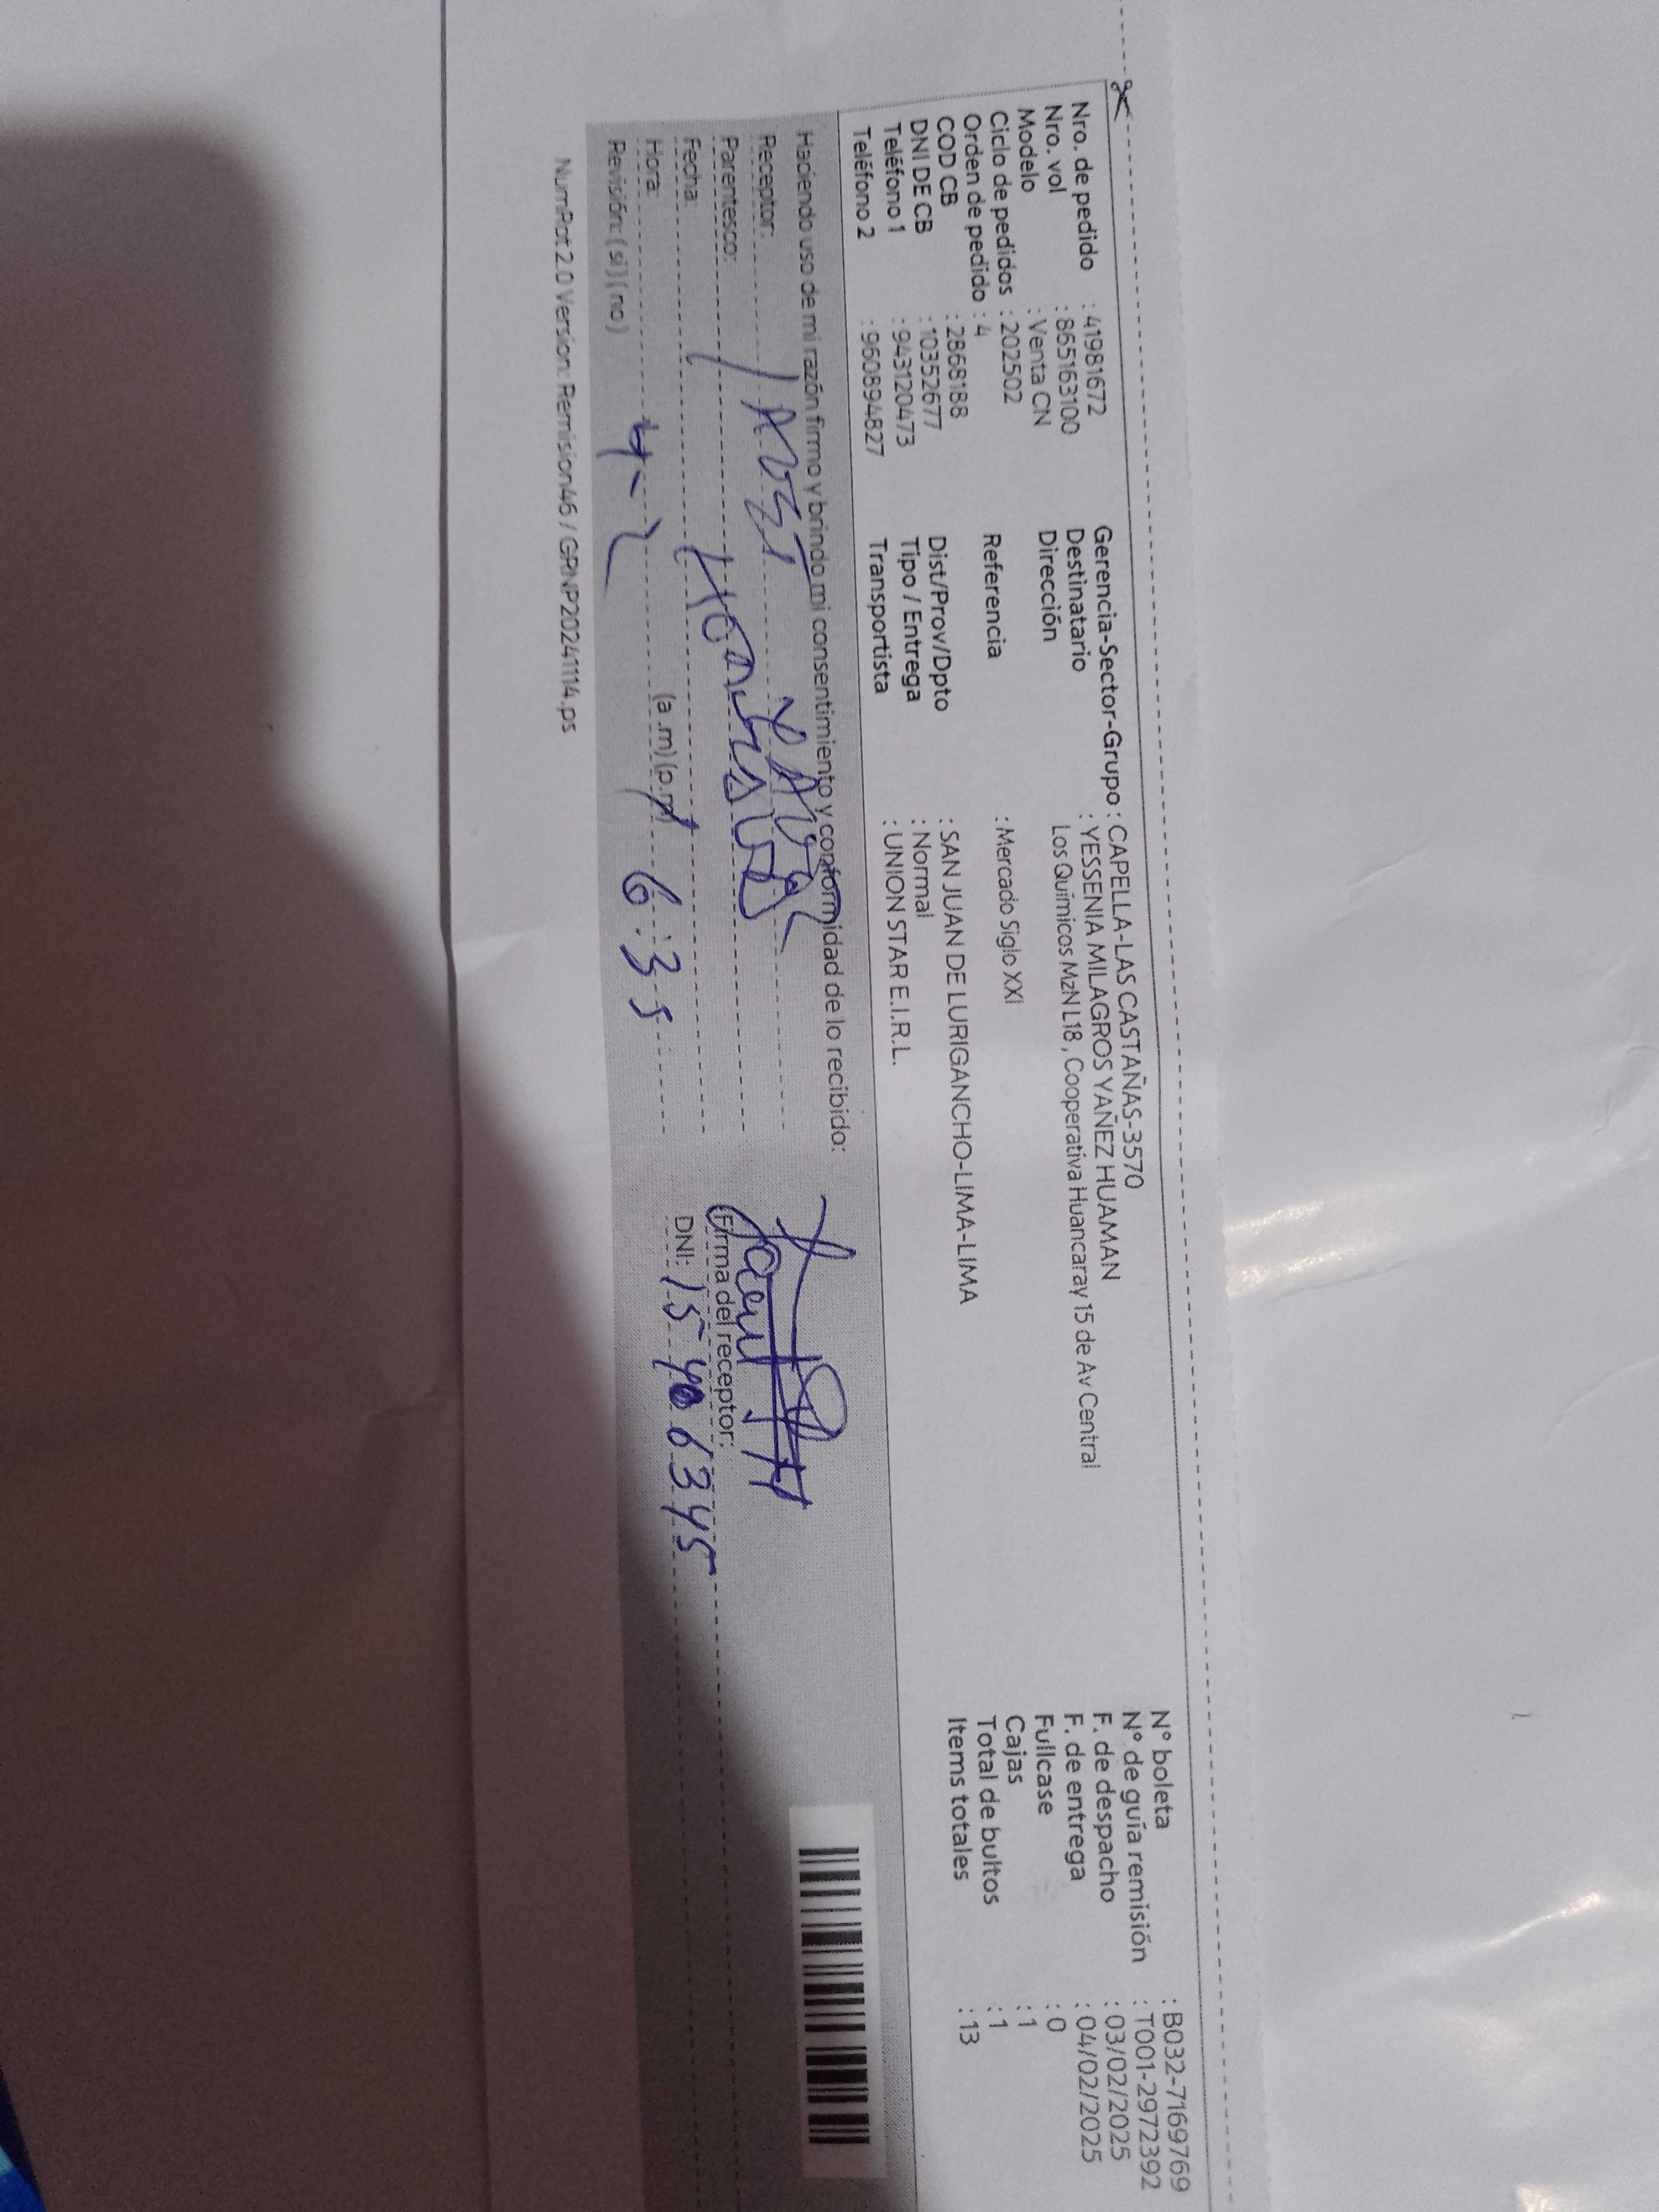 Nro. de pedido : 41981672
Nro. vol : 865163100
Modelo : Venta CN
Ciclo de pedidos : 202502
Orden de pedido : 4
COD CB : 2868188
DNI DE CB : 10352677
Teléfono 1 : 943120473
Teléfono 2 : 960894827
Gerencia-Sector-Grupo : CAPELLA-LAS CASTAÑAS-3570
Destinatario : YESSENIA MILAGROS YAÑEZ HUAMAN
Dirección Los Químicos MzN L18 , Cooperativa Huancaray 15 de Av Central
Referencia : Mercado Siglo XXI
Dist/Prov/Dpto : SAN JUAN DE LURIGANCHO-LIMA-LIMA
Tipo / Entrega : Normal
Transportista : UNION STAR E.I.R.L.
N° boleta : B032-7169769
N° de guía remisión : T001-2972392
F. de despacho : 03/02/2025
F. de entrega : 04/02/2025
Fullcase : 0
Cajas : 1
Total de bultos : 1
Items totales : 13
Haciendo uso de mi razón firmo y brindo mi consentimiento y conformidad de lo recibido:
Receptor:
Parentesco:
Fecha: 4-2
Hora: (a .m) (p.m) 6:35
Revisión: ( si ) ( no )
Firma del receptor:
DNI: 15406345
NumPat 2.0 Version: Remision46 / GPNP20241114.ps